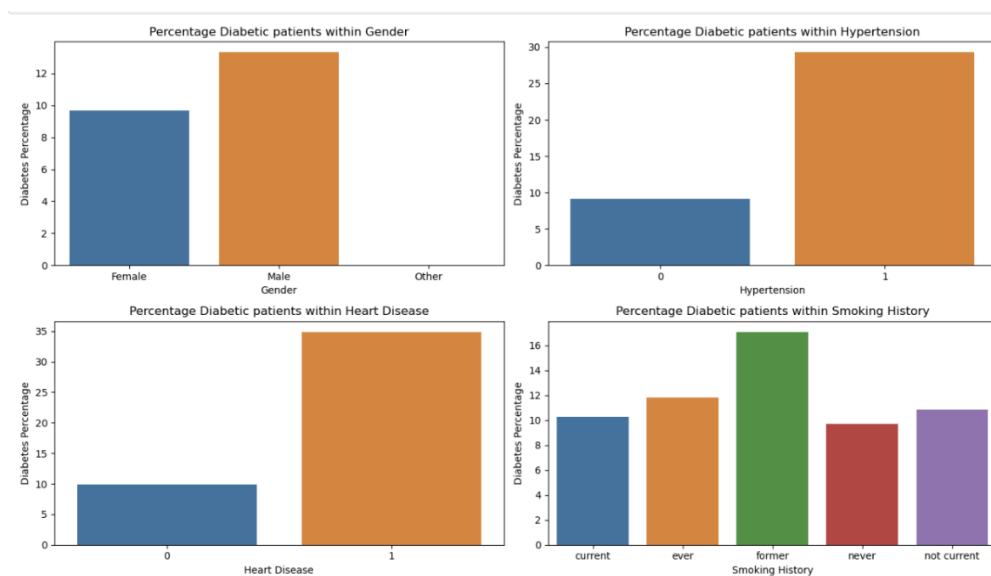 Percentage Diabetic patients within Gender
12
10
8
6
4
2
0
Diabetes Percentage
Female Male Other
Gender
Percentage Diabetic patients within Hypertension
30
25
20
15
10
5
0
Diabetes Percentage
0 1
Hypertension
Percentage Diabetic patients within Heart Disease
35
30
25
20
15
10
5
0
Diabetes Percentage
0 1
Heart Disease
Percentage Diabetic patients within Smoking History
16
14
12
10
8
6
4
2
0
Diabetes Percentage
current ever former never not current
Smoking History